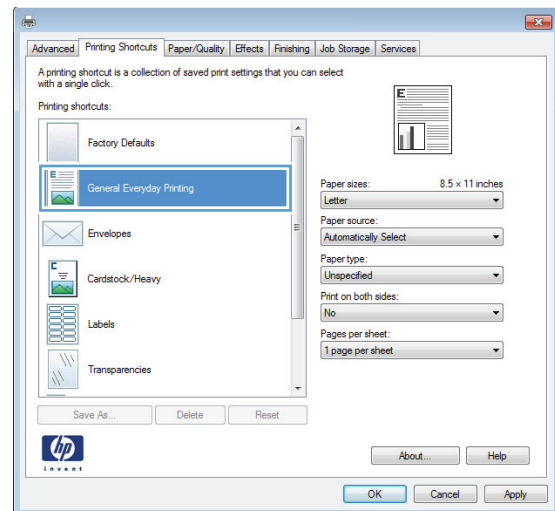 Advanced Printing Shortcuts Paper/Quality Effects Finishing Job Storage Services
A printing shortcut is a collection of saved print settings that you can select
with a single click.
Printing shortcuts:
Factory Defaults
E
General Everyday Printing
Envelopes
C
Cardstock/Heavy
Labels
Transparencies
Save As... Delete Reset
E
Paper sizes: 8.5 × 11 inches
Letter
Paper source:
Automatically Select
Paper type:
Unspecified
Print on both sides:
No
Pages per sheet:
1 page per sheet
hp
invent
About... Help
OK Cancel Apply